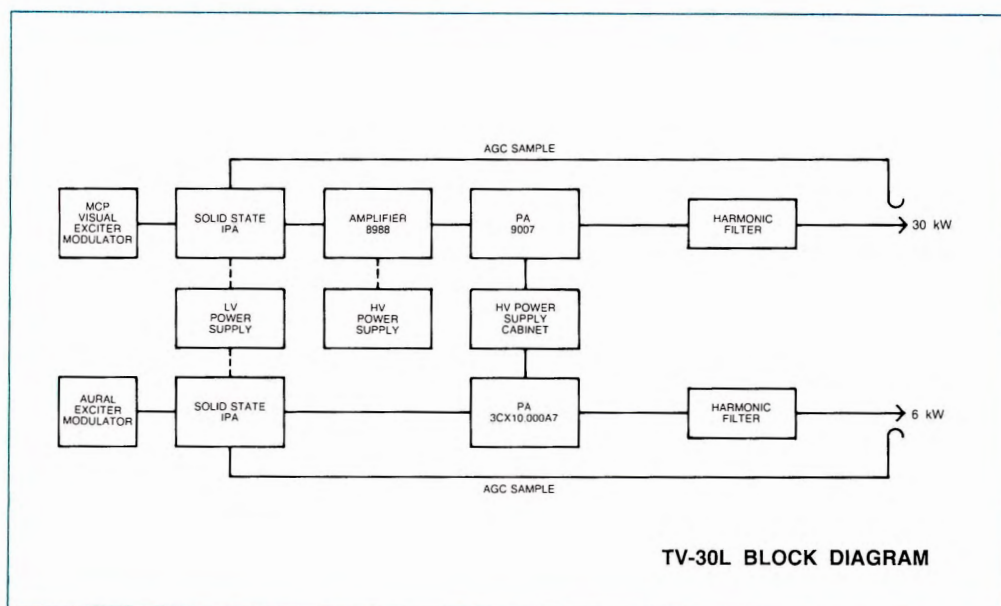 AGC SAMPLE
MCP
VISUAL
EXCITER
MODULATOR
SOLID STATE
IPA
AMPLIFIER
8988
PA
9007
HARMONIC
FILTER
30 kW
LV
POWER
SUPPLY
HV
POWER
SUPPLY
HV POWER
SUPPLY
CABINET
AURAL
EXCITER
MODULATOR
SOLID STATE
IPA
PA
3CX10.000A7
HARMONIC
FILTER
6 kW
AGC SAMPLE
TV-30L BLOCK DIAGRAM